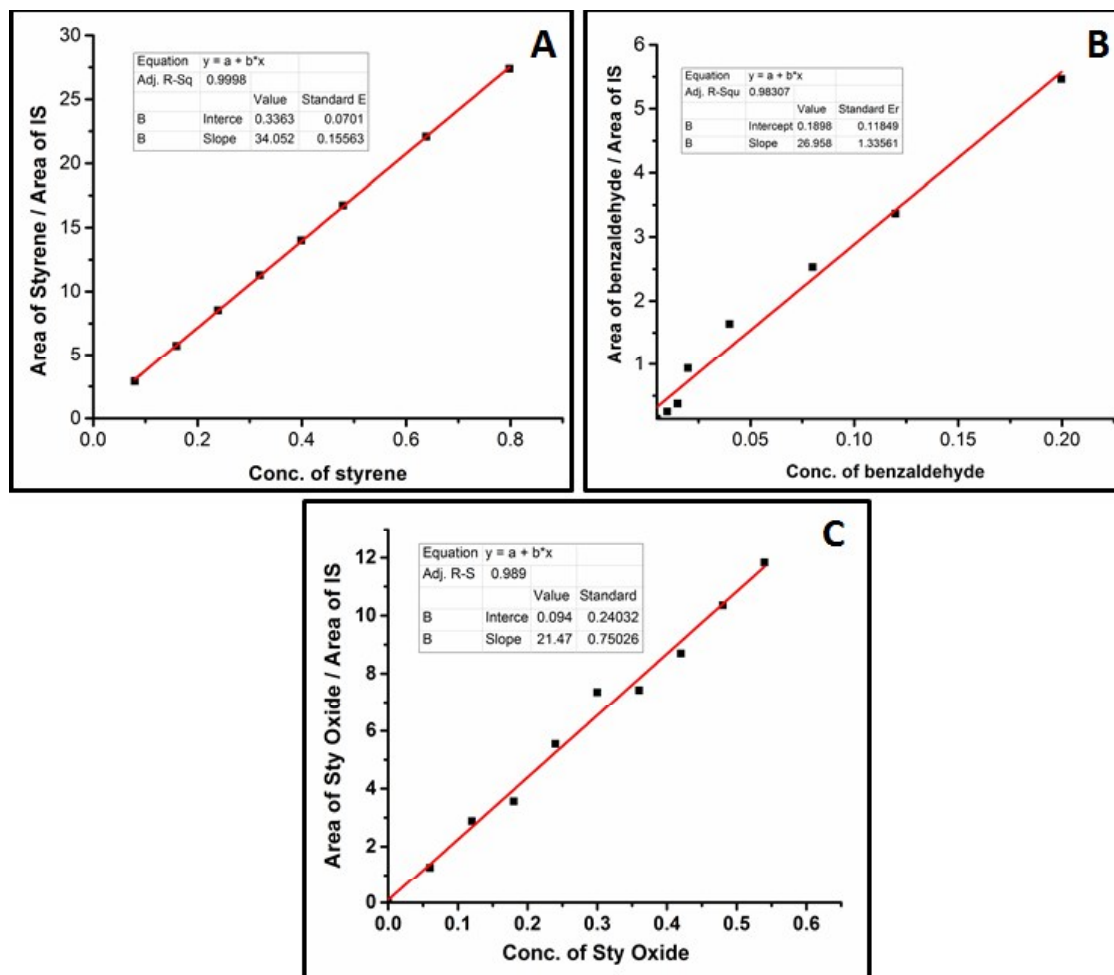 A
Equation y = a + b*x
Adj. R-Sq 0.9998
Value Standard E
B Interce 0.3363 0.0701
B Slope 34.052 0.15563
Area of Styrene / Area of IS
30
25
20
15
10
5
0
0.0 0.2 0.4 0.6 0.8
Conc. of styrene
B
Equation y = a + b*x
Adj. R-Squ 0.98307
Value Standard Er
B Intercept 0.1898 0.11849
B Slope 26.958 1.33561
Area of benzaldehyde / Area of IS
6
5
4
3
2
1
0.05 0.10 0.15 0.20
Conc. of benzaldehyde
C
Equation y = a + b*x
Adj. R-S 0.989
Value Standard
B Interce 0.094 0.24032
B Slope 21.47 0.75026
Area of Sty Oxide / Area of IS
12
10
8
6
4
2
0
0.0 0.1 0.2 0.3 0.4 0.5 0.6
Conc. of Sty Oxide